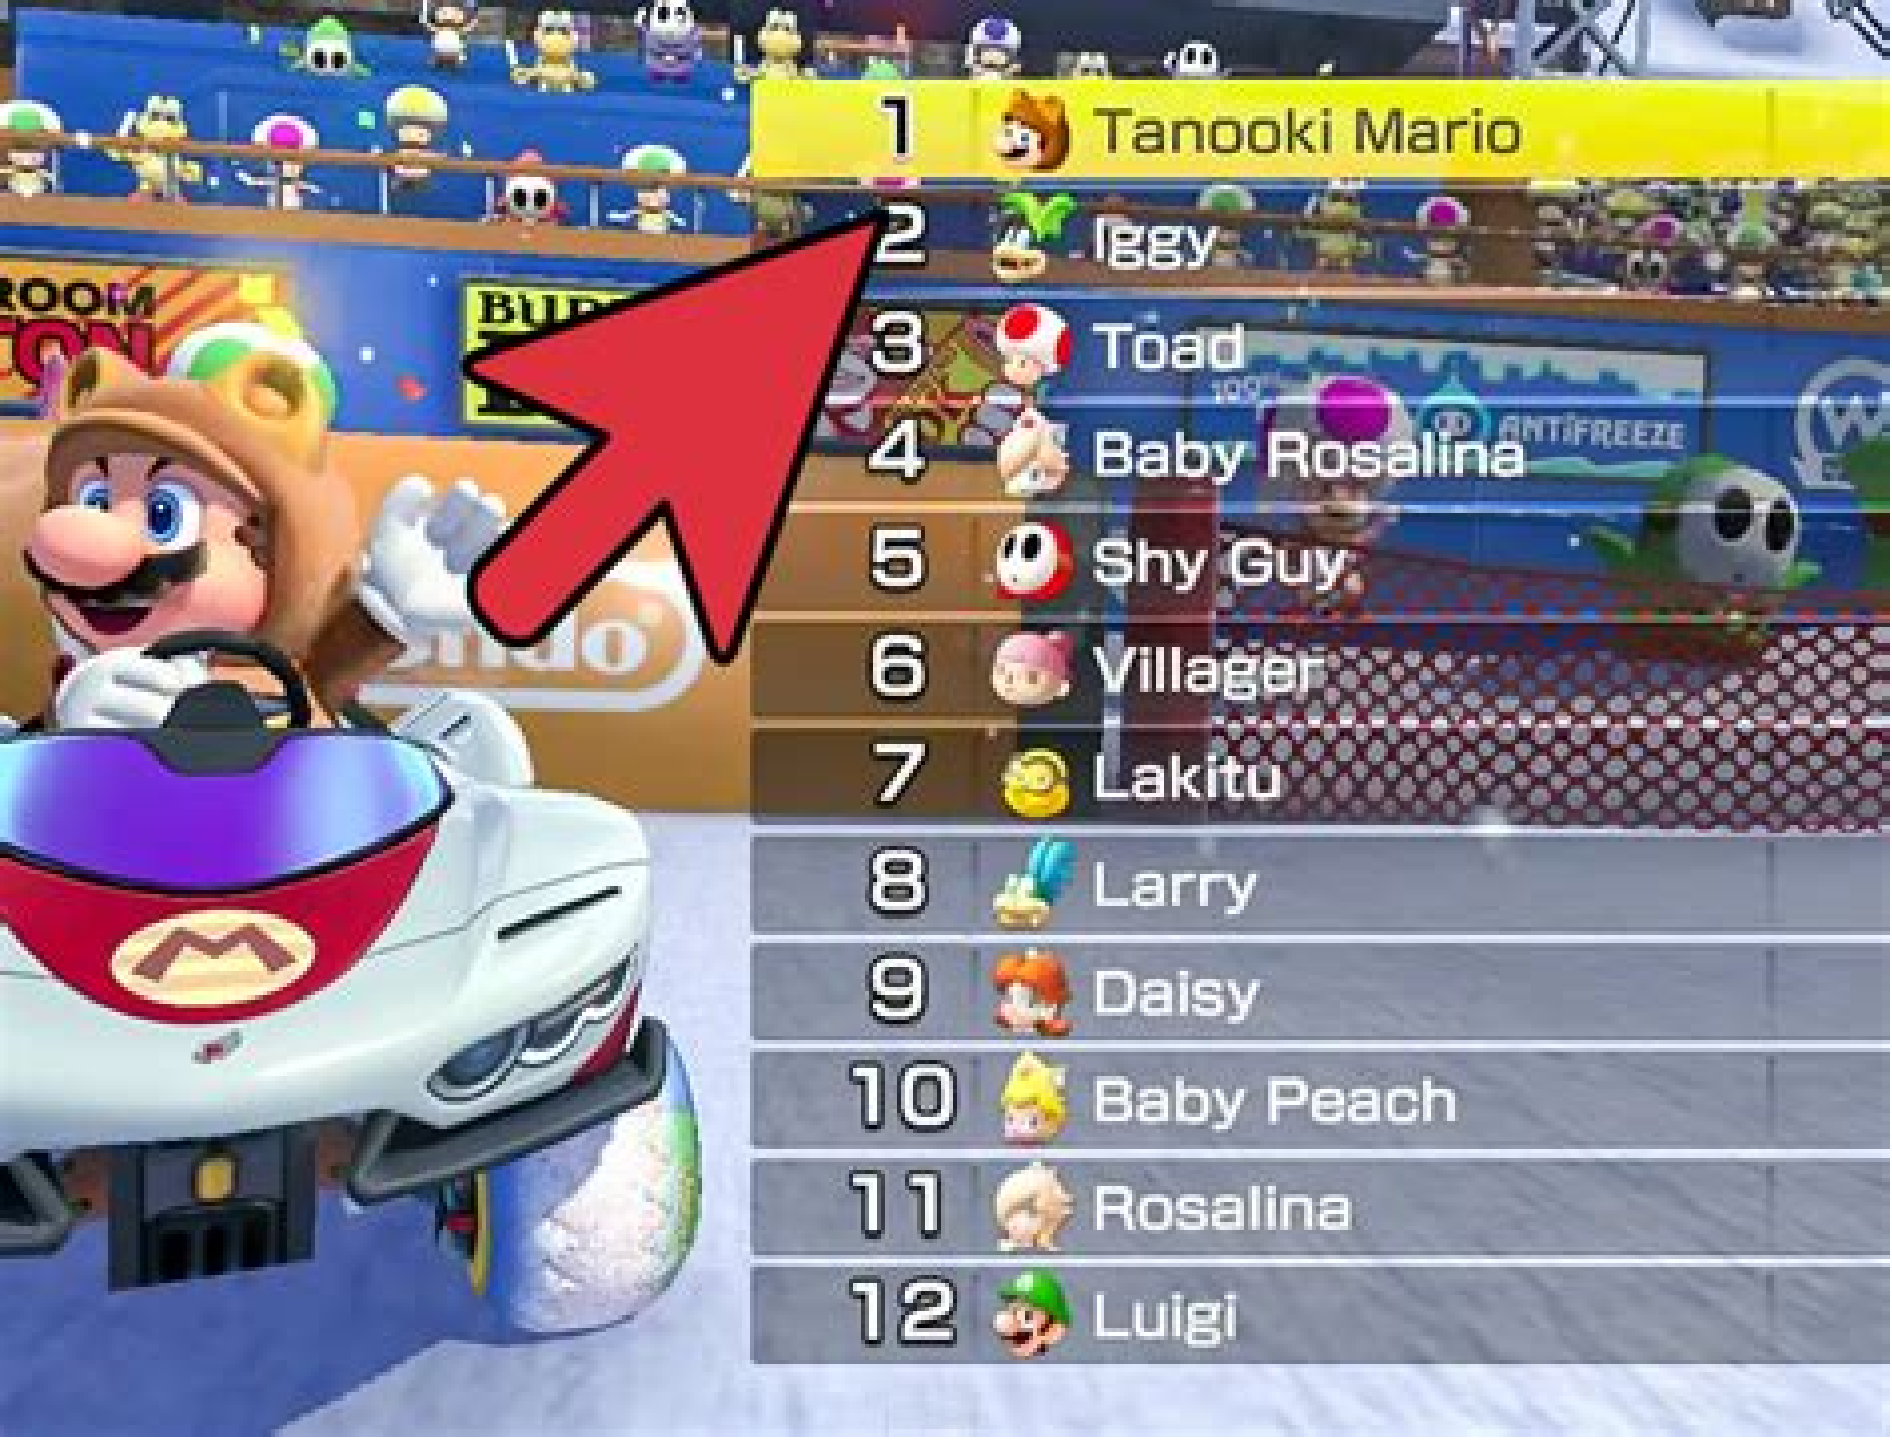 1 Tanooki Mario
2 Iggy
3 Toad
4 Baby Rosalina
5 Shy Guy
6 Villager
7 Lakitu
8 Larry
9 Daisy
10 Baby Peach
11 Rosalina
12 Luigi
ROOM
ANTiFREEZE
M